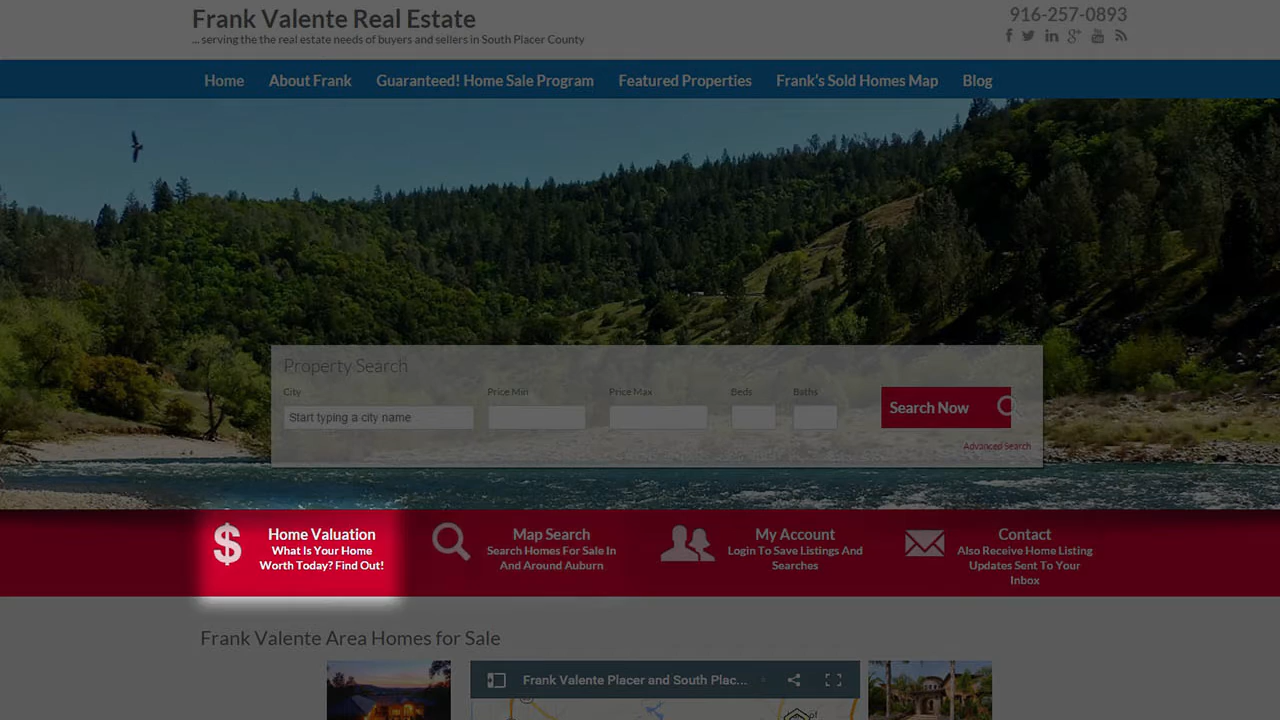 Frank Valente Real Estate
... serving the the real estate needs of buyers and sellers in South Placer County
916-257-0893
Home About Frank Guaranteed! Home Sale Program Featured Properties Frank's Sold Homes Map Blog
Property Search
City Price Min Price Max Beds Baths
Start typing a city name
Search Now
Advanced Search
Home Valuation
What Is Your Home
Worth Today? Find Out!
Map Search
Search Homes For Sale In
And Around Auburn
My Account
Login To Save Listings And
Searches
Contact
Also Receive Home Listing
Updates Sent To Your
Inbox
Frank Valente Area Homes for Sale
Frank Valente Placer and South Plac...
of